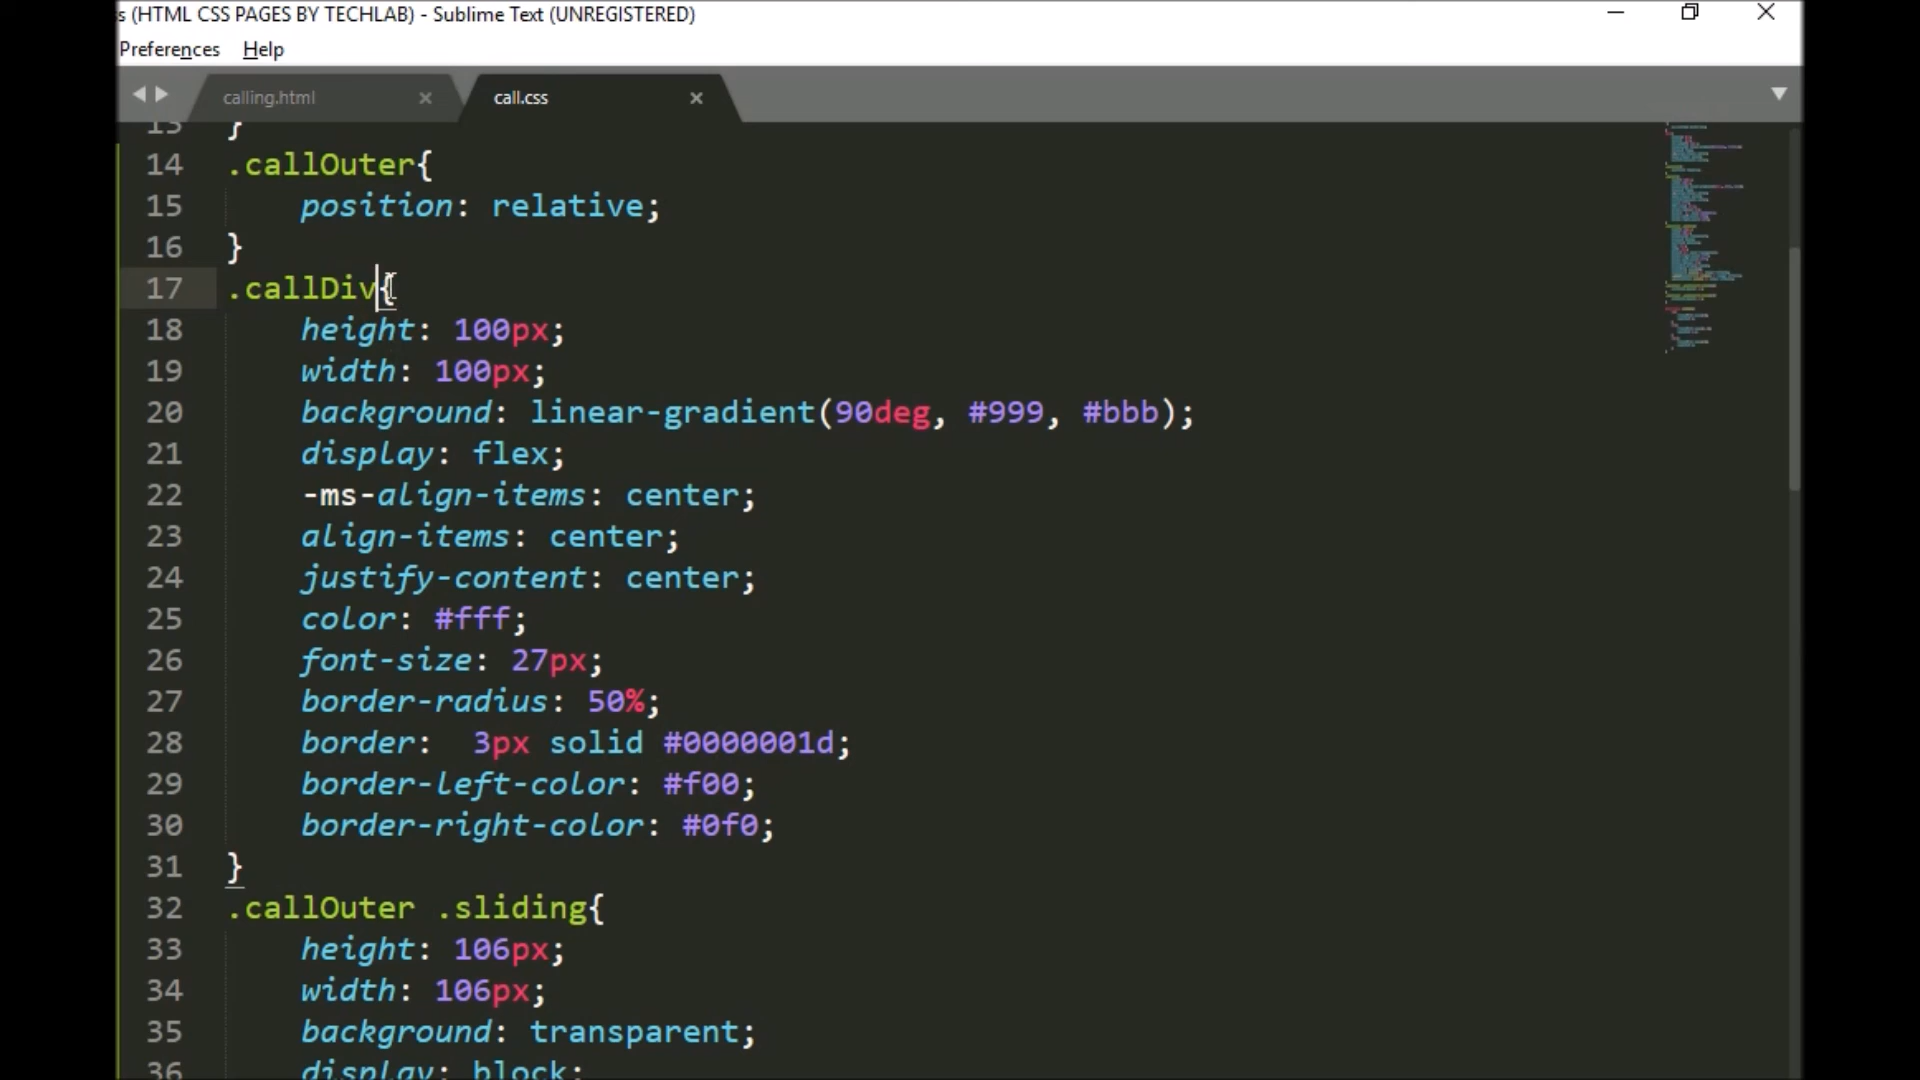 s (HTML CSS PAGES BY TECHLAB) - Sublime Text (UNREGISTERED)
Preferences Help
calling.html call.css
13 }
14 .callOuter{
15 position: relative;
16 }
17 .callDiv{
18 height: 100px;
19 width: 100px;
20 background: linear-gradient(90deg, #999, #bbb);
21 display: flex;
22 -ms-align-items: center;
23 align-items: center;
24 justify-content: center;
25 color: #fff;
26 font-size: 27px;
27 border-radius: 50%;
28 border:  3px solid #0000001d;
29 border-left-color: #f00;
30 border-right-color: #0f0;
31 }
32 .callOuter .sliding{
33 height: 106px;
34 width: 106px;
35 background: transparent;
36 display: block;